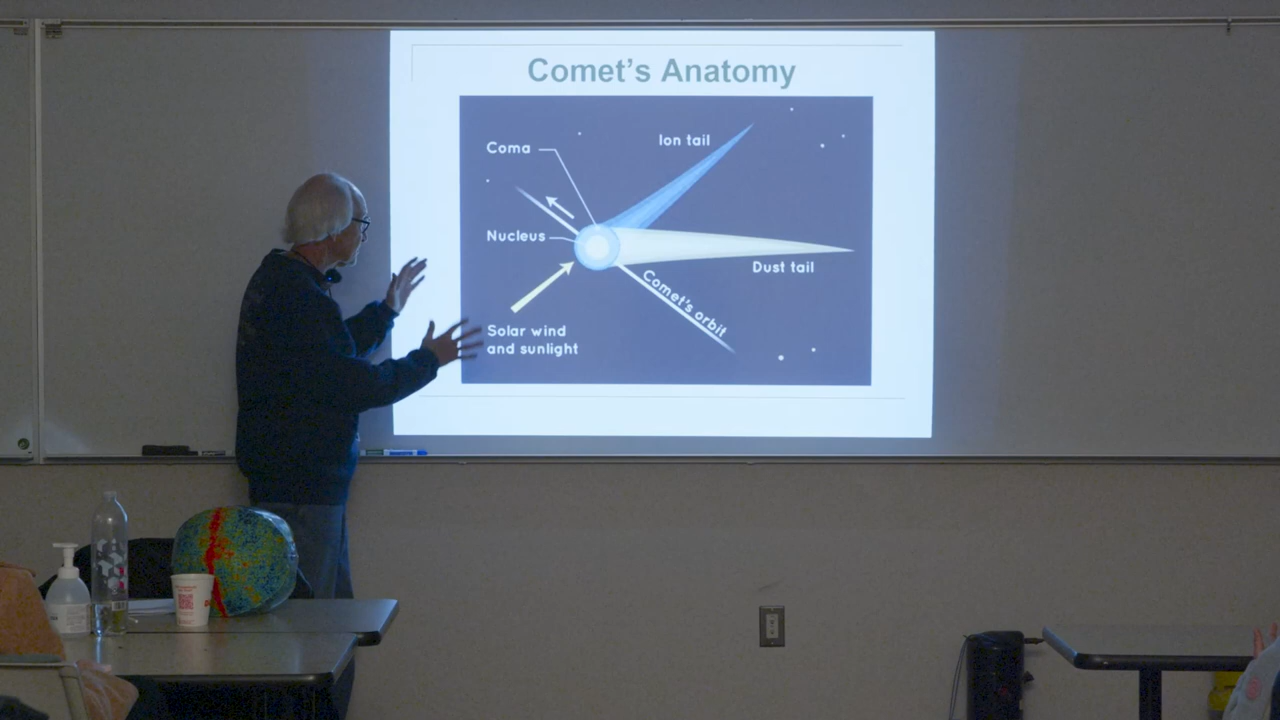 Comet's Anatomy
Ion tail
Coma
Nucleus
Dust tail
Comet's orbit
Solar wind
and sunlight